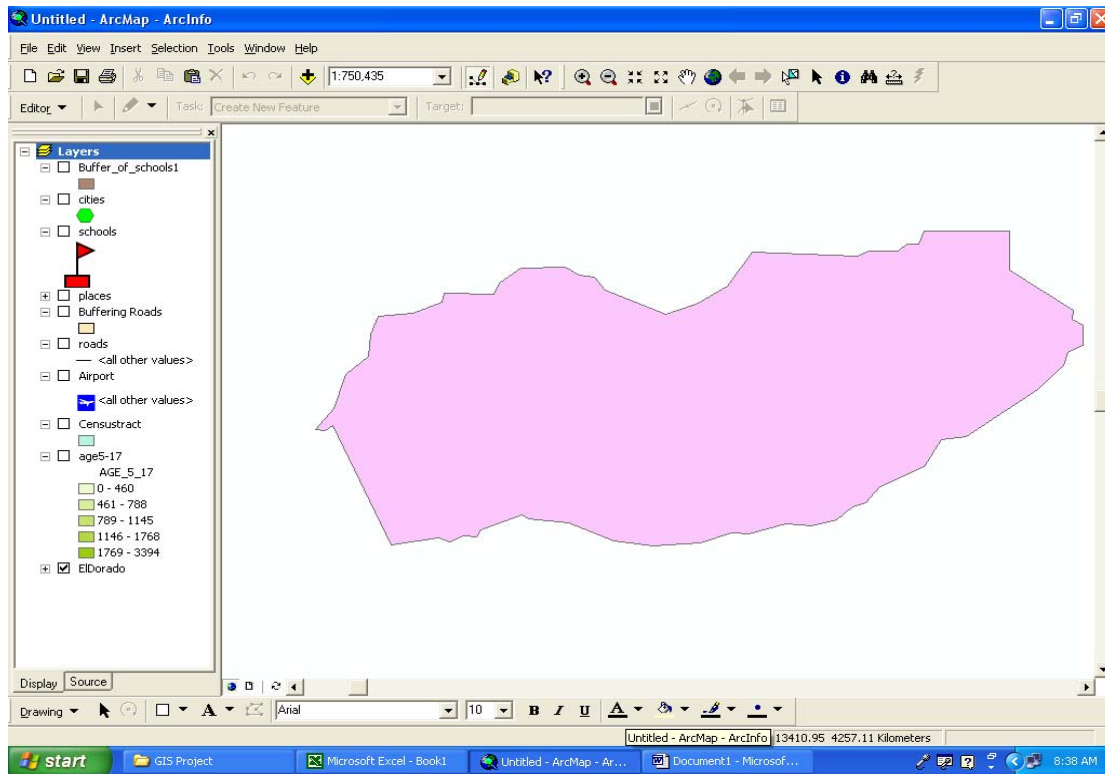 Untitled - ArcMap - ArcInfo
File Edit View Insert Selection Tools Window Help
1:750,435
Editor Task: Create New Feature Target:
Layers
Buffer_of_schools1
cities
schools
places
Buffering Roads
roads
<all other values>
Airport
<all other values>
Censustract
age5-17
AGE_5_17
0 - 460
461 - 788
789 - 1145
1146 - 1768
1769 - 3394
ElDorado
Display Source
Drawing A Arial 10 B I U A
Untitled - ArcMap - ArcInfo 13410.95 4257.11 Kilometers
start GIS Project Microsoft Excel - Book1 Untitled - ArcMap - Ar... Document1 - Microsof... 8:38 AM